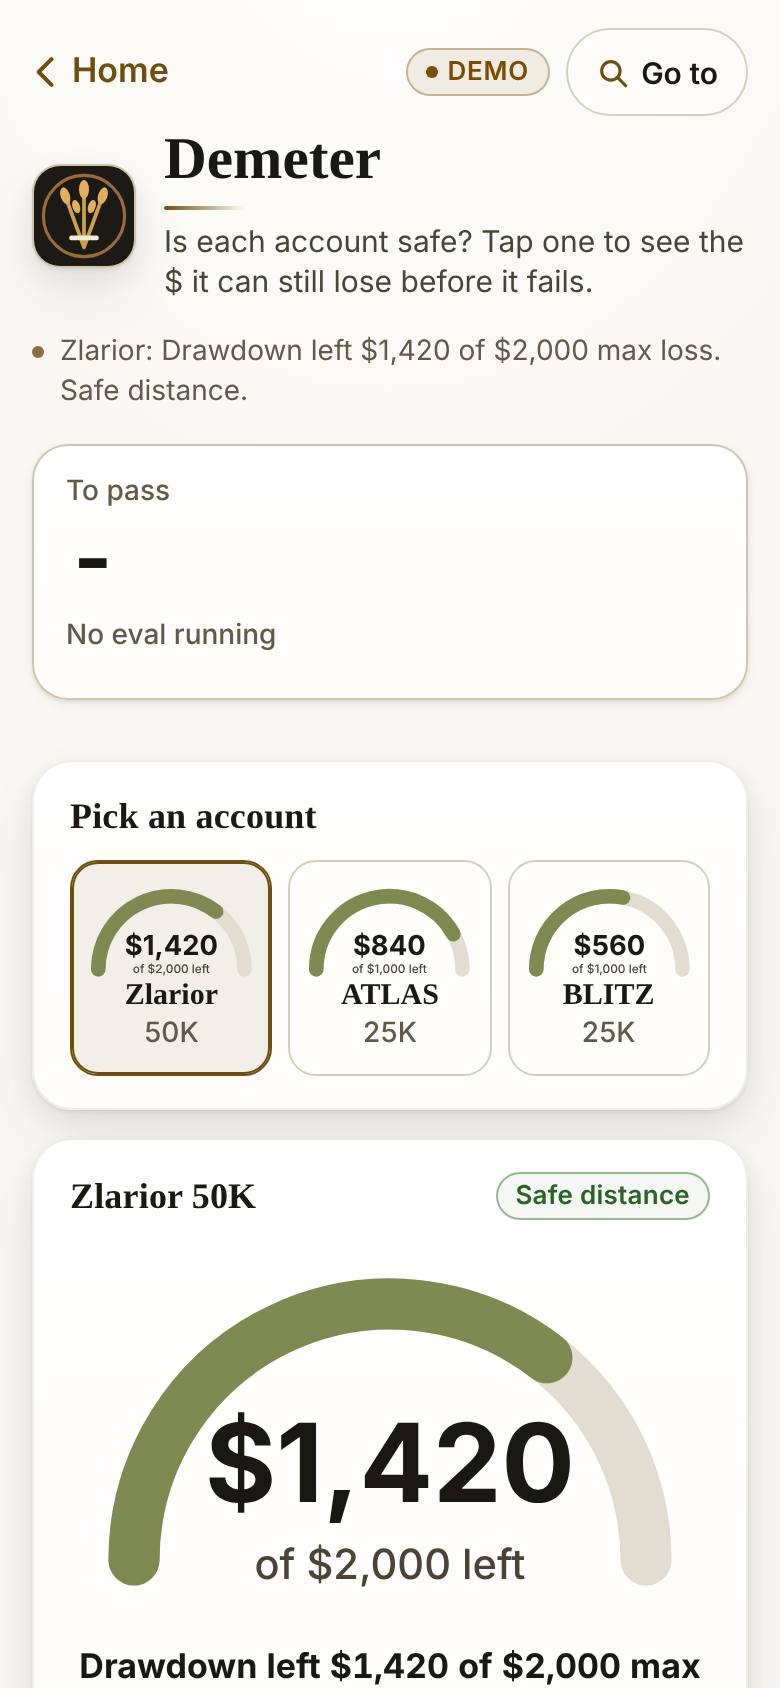 Home
DEMO
Go to
Demeter
Is each account safe? Tap one to see the
$ it can still lose before it fails.
Zlarior: Drawdown left $1,420 of $2,000 max loss.
Safe distance.
To pass
-
No eval running
Pick an account
$1,420
of $2,000 left
Zlarior
50K
$840
of $1,000 left
ATLAS
25K
$560
of $1,000 left
BLITZ
25K
Zlarior 50K
Safe distance
$1,420
of $2,000 left
Drawdown left $1,420 of $2,000 max